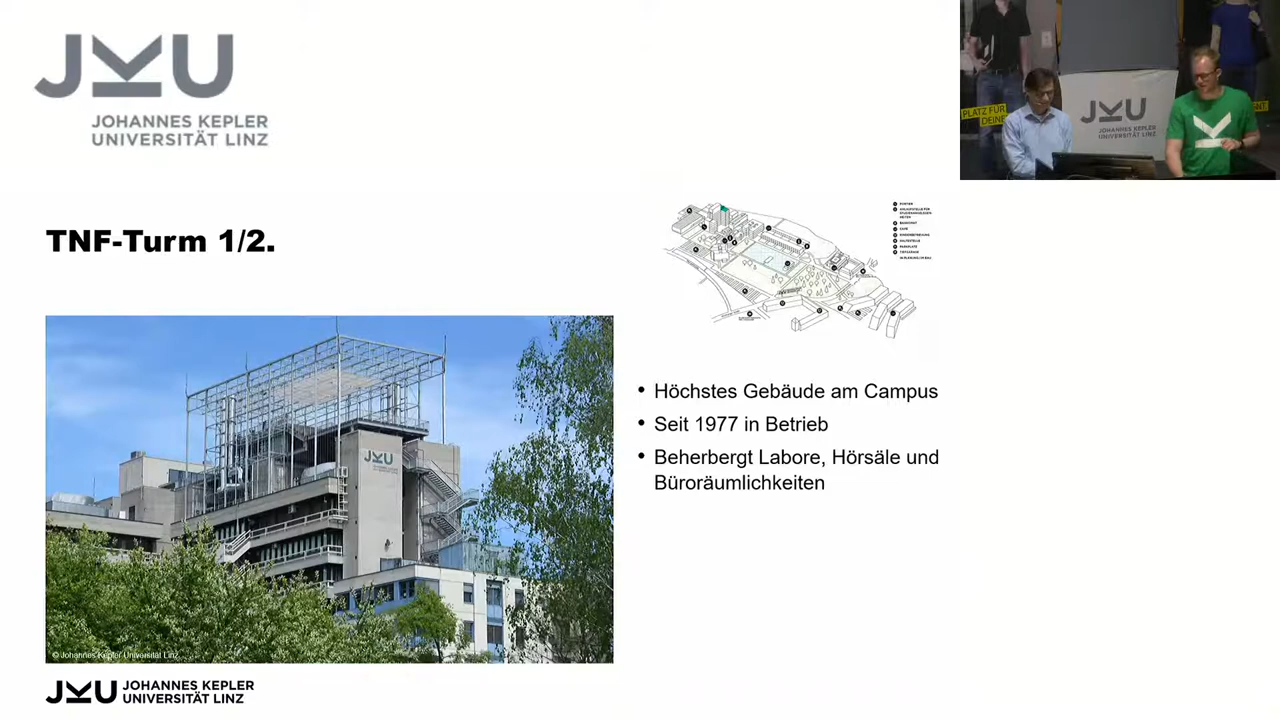 JKU
JOHANNES KEPLER
UNIVERSITÄT LINZ
PLATZ FÜR
DEINE
JKU
JOHANNES KEPLER
UNIVERSITÄT LINZ
TNF-Turm 1/2.
JKU
© Johannes Kepler Universität Linz
• Höchstes Gebäude am Campus
• Seit 1977 in Betrieb
• Beherbergt Labore, Hörsäle und
Büroräumlichkeiten
JKU
JOHANNES KEPLER
UNIVERSITÄT LINZ